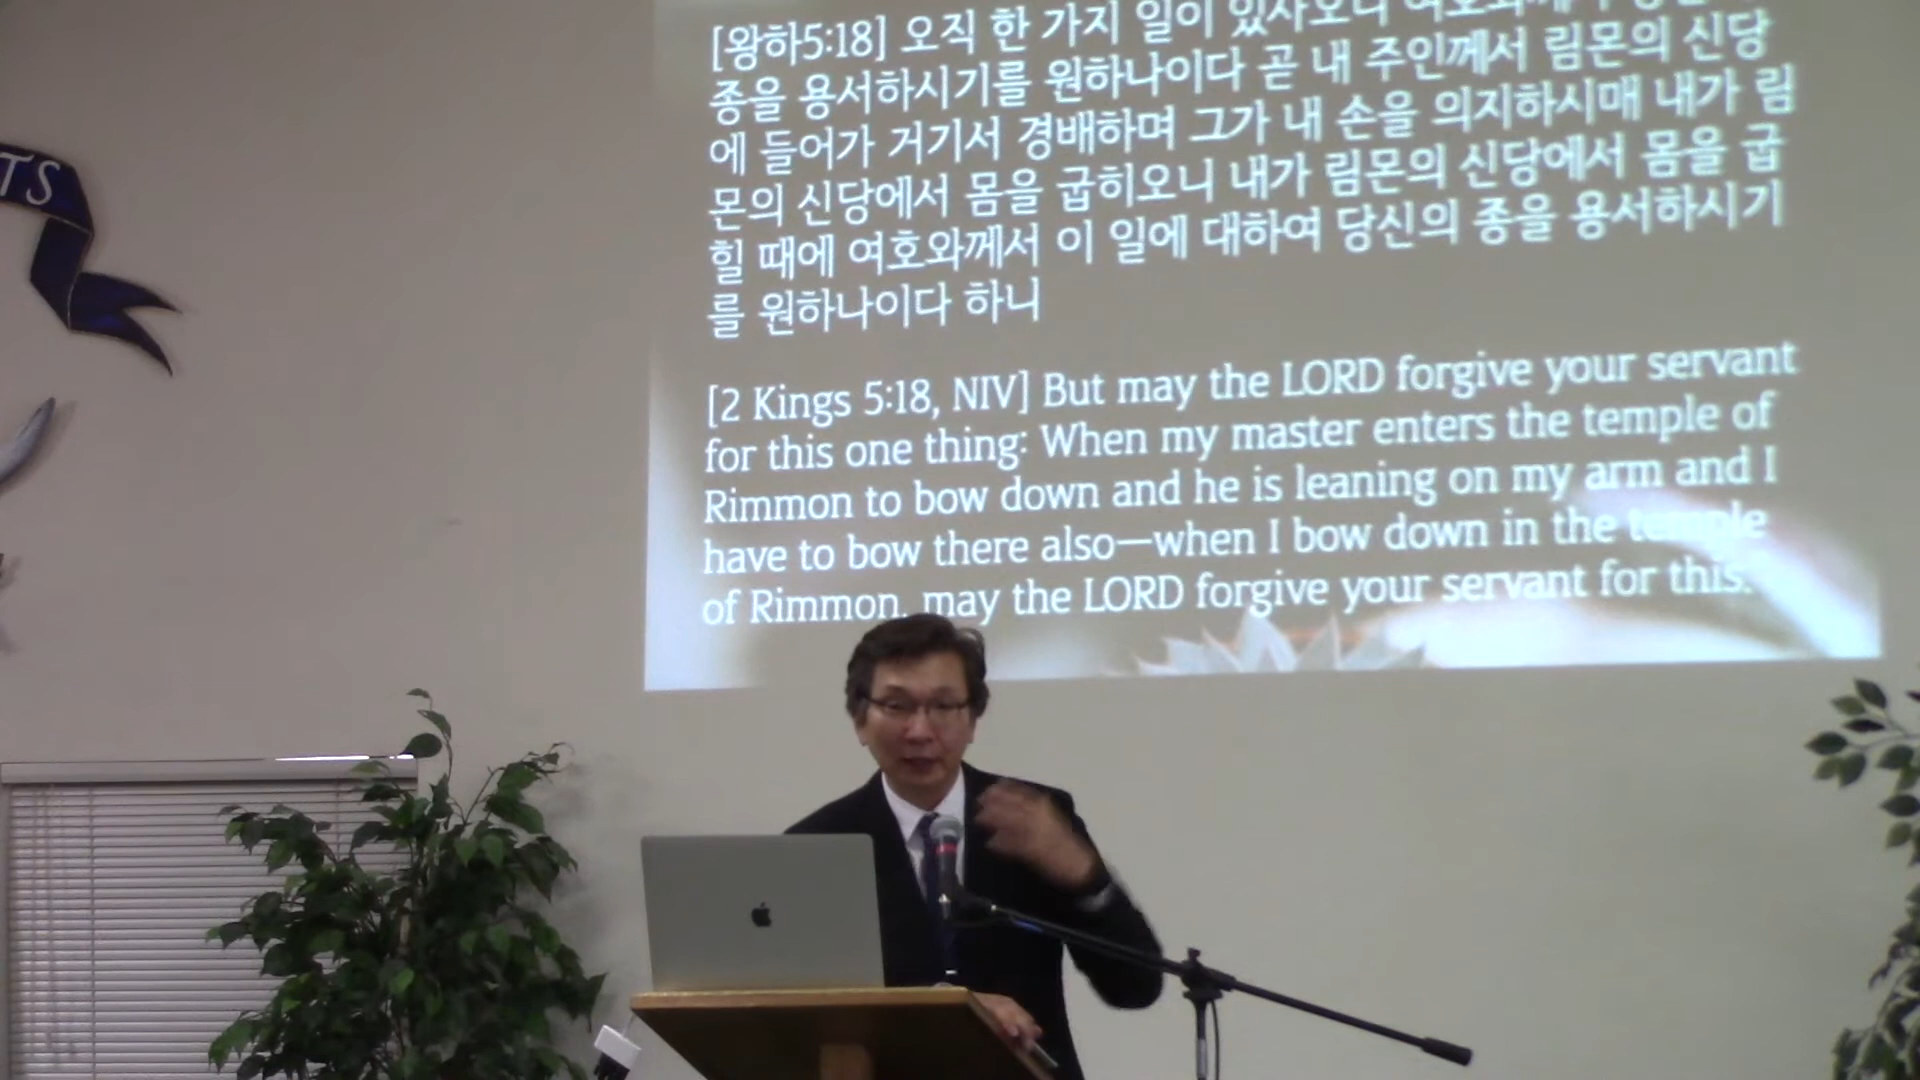 TS
[왕하5:18] 오직 한 가지 일이 있사오니
종을 용서하시기를 원하나이다 곧 내 주인께서 림몬의 신당
에 들어가 거기서 경배하며 그가 내 손을 의지하시매 내가 림
몬의 신당에서 몸을 굽히오니 내가 림몬의 신당에서 몸을 굽
힐 때에 여호와께서 이 일에 대하여 당신의 종을 용서하시기
를 원하나이다 하니
[2 Kings 5:18, NIV] But may the LORD forgive your servant
for this one thing: When my master enters the temple of
Rimmon to bow down and he is leaning on my arm and I
have to bow there also—when I bow down in the temple
of Rimmon, may the LORD forgive your servant for this.